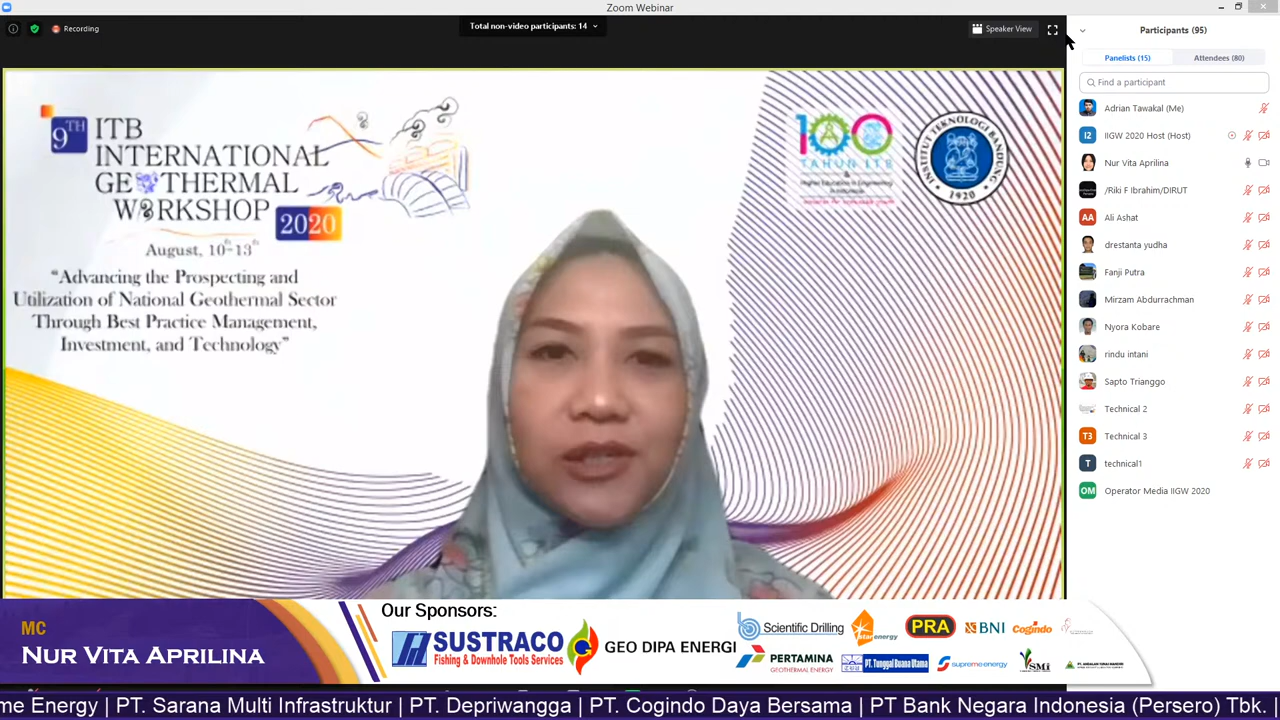 Zoom Webinar
Recording
Total non-video participants: 14
Speaker View
Participants (95)
Panelists (15)
Attendees (80)
Find a participant
Adrian Tawakal (Me)
I2 IIGW 2020 Host (Host)
Nur Vita Aprilina
/Riki F Ibrahim/DIRUT
AA Ali Ashat
drestanta yudha
Fanji Putra
Mirzam Abdurrachman
Nyora Kobare
rindu intani
Sapto Trianggo
Technical 2
T3 Technical 3
T technical1
OM Operator Media IIGW 2020
9TH ITB
INTERNATIONAL
GEOTHERMAL
WORKSHOP 2020
August, 10th-13th
"Advancing the Prospecting and
Utilization of National Geothermal Sector
Through Best Practice Management,
Investment, and Technology"
100
TAHUN ITB
&
INSTITUT TEKNOLOGI BANDUNG
1920
MC
NUR VITA APRILINA
Our Sponsors:
SUSTRACO
Fishing & Downhole Tools Services
GEO DIPA ENERGI
Scientific Drilling
star energy
PRA
BNI
Cogindo
PERTAMINA
GEOTHERMAL ENERGY
PT. Tunggal Buana Utama
supreme energy
SMi
me Energy | PT. Sarana Multi Infrastruktur | PT. Depriwangga | PT. Cogindo Daya Bersama | PT Bank Negara Indonesia (Persero) Tbk. |